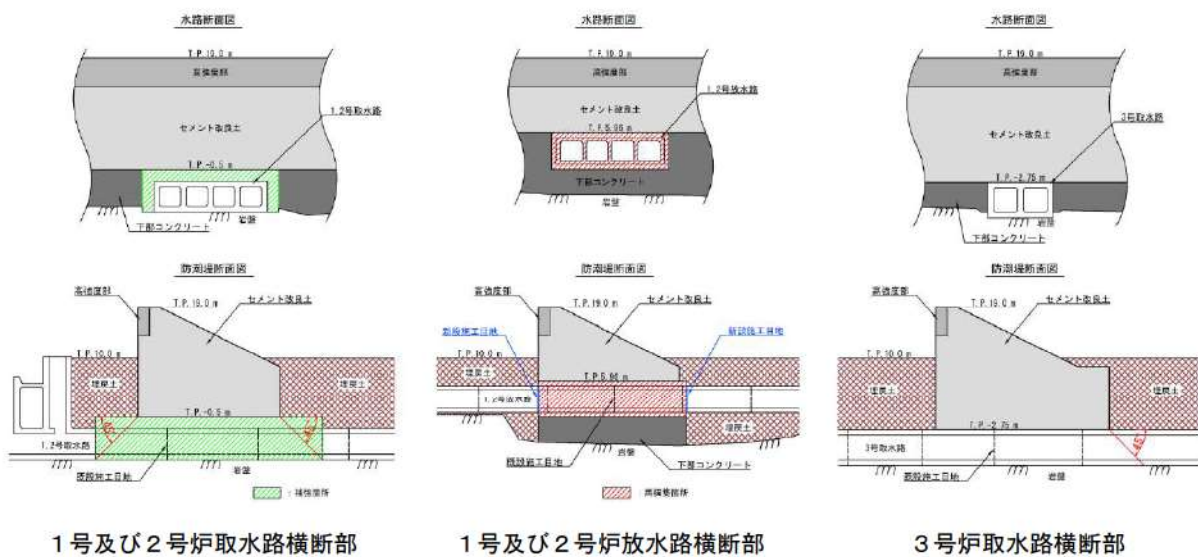 水路断面図
T.P.19.0 m
高強度部
1,2号取水路
セメント改良土
T.P.-0.5 m
岩盤
下部コンクリート
防潮堤断面図
高強度部
T.P.19.0 m
セメント改良土
T.P.10.0 m
埋戻土
埋戻土
T.P.-0.5 m
45°
45°
1,2号取水路
岩盤
既設施工目地
：補強箇所
1号及び2号炉取水路横断部
水路断面図
T.P.19.0 m
高強度部
1,2号放水路
セメント改良土
T.P.5.96 m
下部コンクリート
岩盤
防潮堤断面図
高強度部
T.P.19.0 m
セメント改良土
新設施工目地
新設施工目地
T.P.10.0 m
埋戻土
T.P.5.96 m
1,2号放水路
埋戻土
岩盤
既設施工目地
下部コンクリート
：再構築箇所
1号及び2号炉放水路横断部
水路断面図
T.P.19.0 m
高強度部
3号取水路
セメント改良土
T.P.-2.75 m
岩盤
下部コンクリート
防潮堤断面図
高強度部
T.P.19.0 m
セメント改良土
T.P.10.0 m
埋戻土
埋戻土
T.P.-2.75 m
45°
3号取水路
既設施工目地
岩盤
3号炉取水路横断部